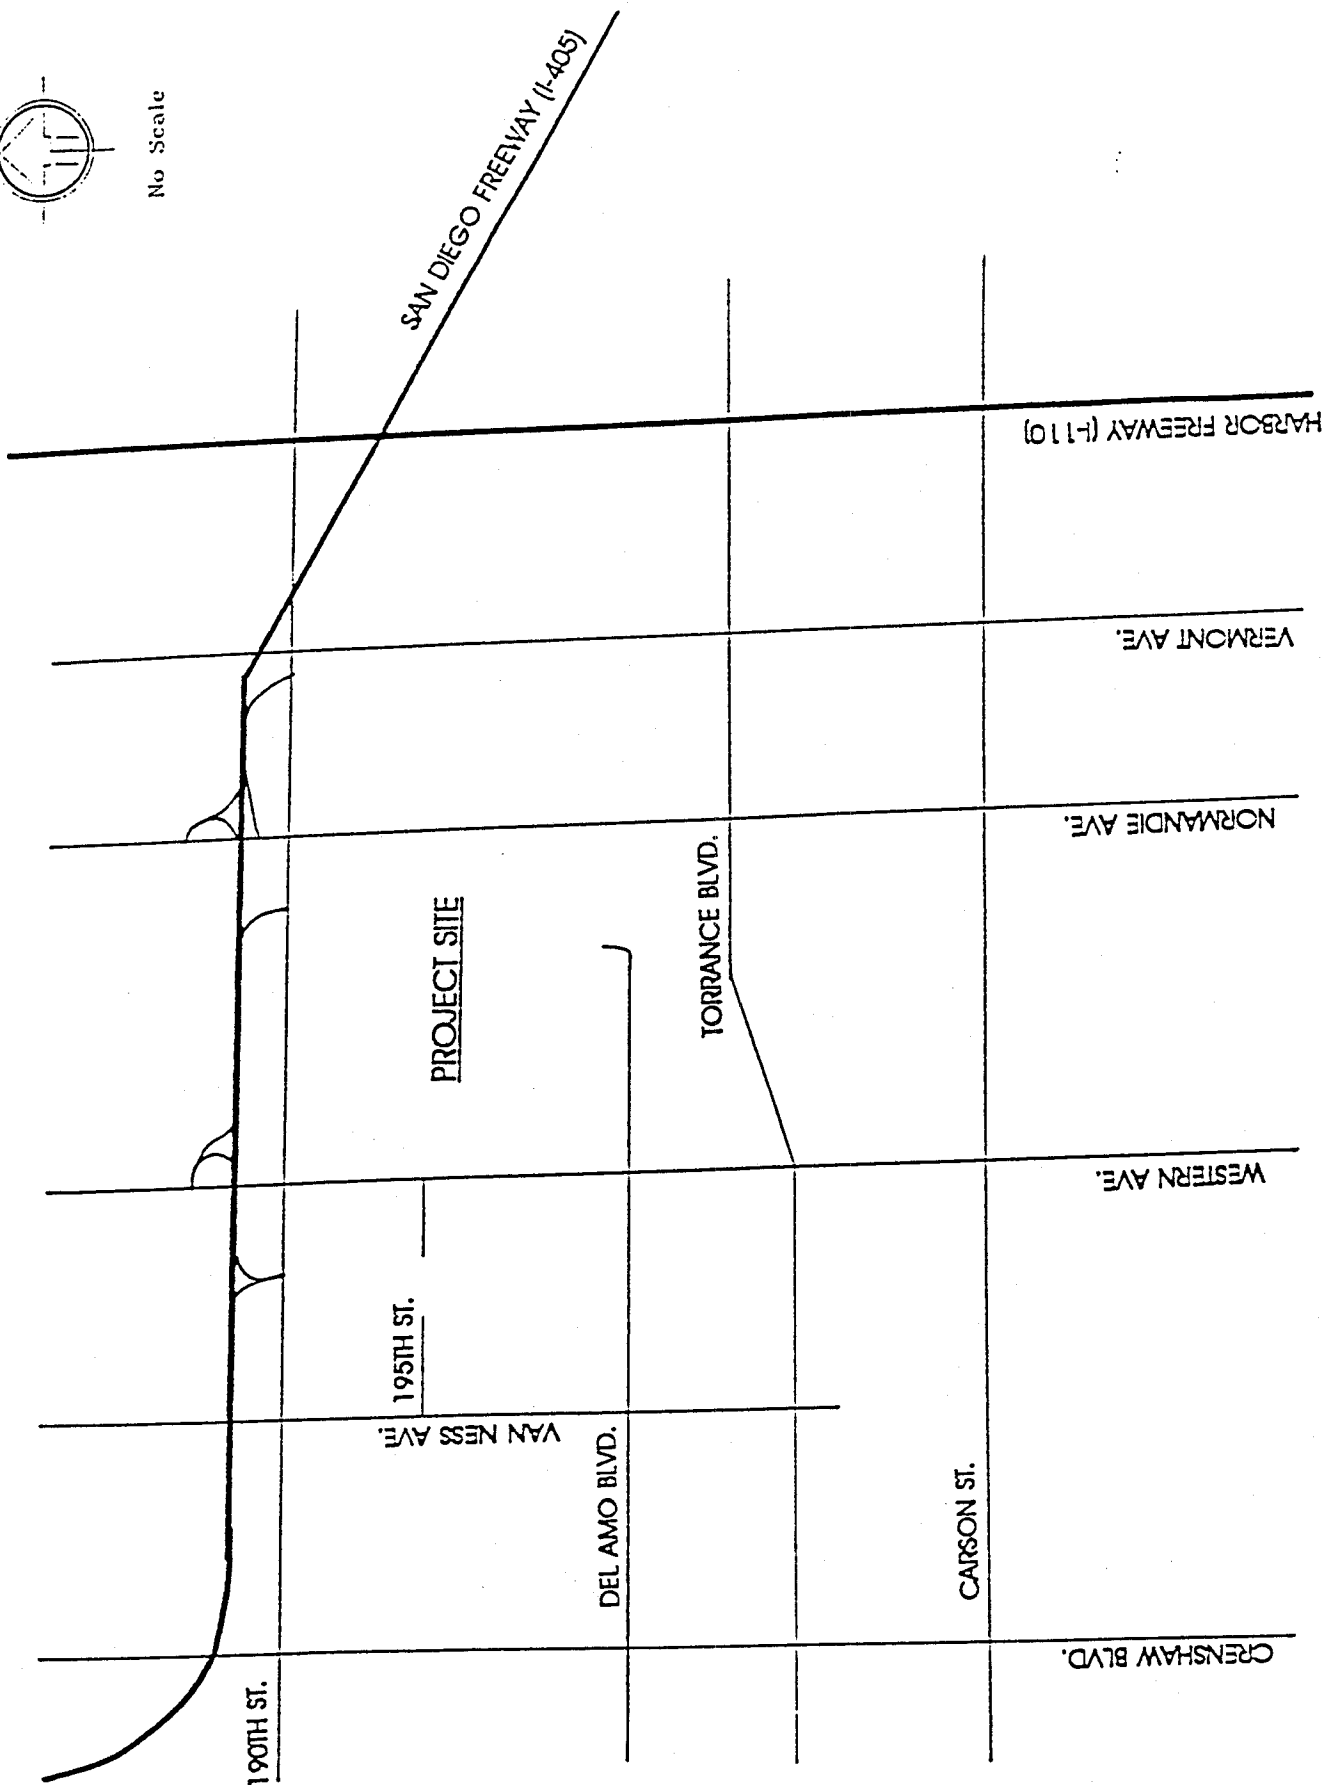 No Scale
SAN DIEGO FREEWAY (I-405)
HARBOR FREEWAY (I-110)
VERMONT AVE.
NORMANDIE AVE.
PROJECT SITE
TORRANCE BLVD.
WESTERN AVE.
195TH ST.
VAN NESS AVE.
DEL AMO BLVD.
CARSON ST.
190TH ST.
CRENSHAW BLVD.